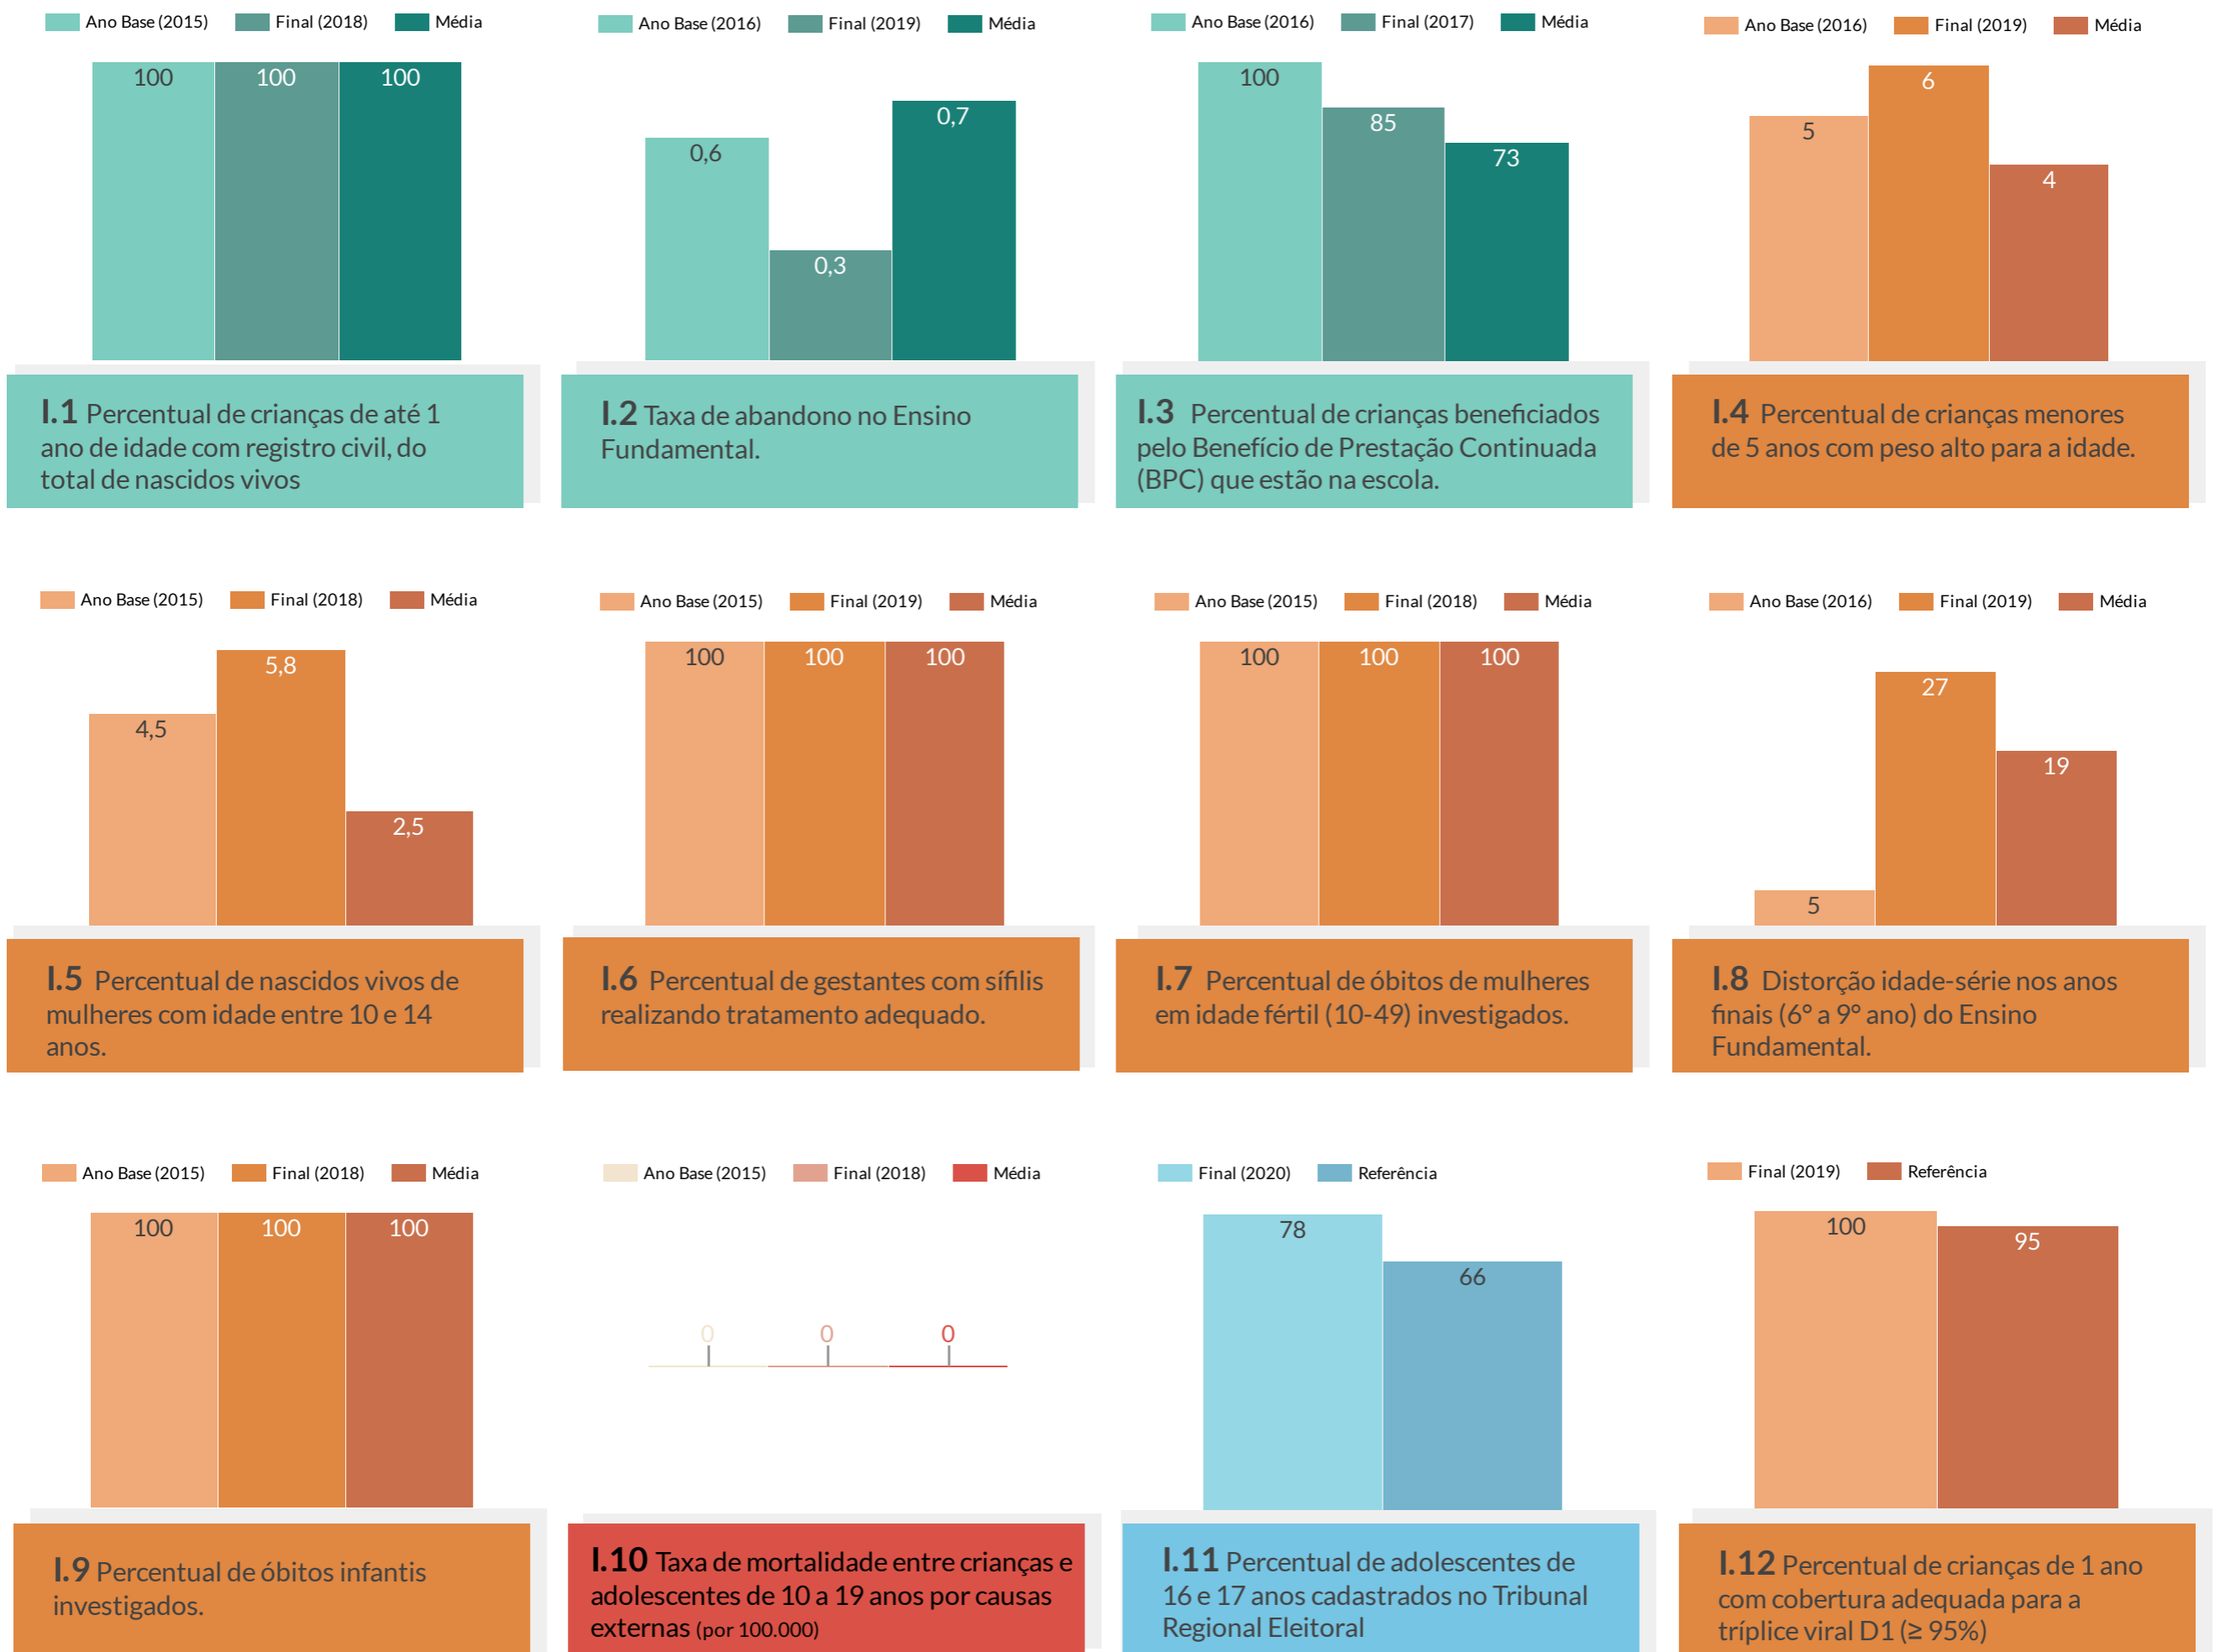 Ano Base (2015) Final (2018) Média
100 100 100
I.1 Percentual de crianças de até 1
ano de idade com registro civil, do
total de nascidos vivos
Ano Base (2016) Final (2019) Média
0,6 0,3 0,7
I.2 Taxa de abandono no Ensino
Fundamental.
Ano Base (2016) Final (2017) Média
100 85 73
I.3 Percentual de crianças beneficiados
pelo Benefício de Prestação Continuada
(BPC) que estão na escola.
Ano Base (2016) Final (2019) Média
5 6 4
I.4 Percentual de crianças menores
de 5 anos com peso alto para a idade.
Ano Base (2015) Final (2018) Média
4,5 5,8 2,5
I.5 Percentual de nascidos vivos de
mulheres com idade entre 10 e 14
anos.
Ano Base (2015) Final (2019) Média
100 100 100
I.6 Percentual de gestantes com sífilis
realizando tratamento adequado.
Ano Base (2015) Final (2018) Média
100 100 100
I.7 Percentual de óbitos de mulheres
em idade fértil (10-49) investigados.
Ano Base (2016) Final (2019) Média
5 27 19
I.8 Distorção idade-série nos anos
finais (6° a 9° ano) do Ensino
Fundamental.
Ano Base (2015) Final (2018) Média
100 100 100
I.9 Percentual de óbitos infantis
investigados.
Ano Base (2015) Final (2018) Média
0 0 0
I.10 Taxa de mortalidade entre crianças e
adolescentes de 10 a 19 anos por causas
externas (por 100.000)
Final (2020) Referência
78 66
I.11 Percentual de adolescentes de
16 e 17 anos cadastrados no Tribunal
Regional Eleitoral
Final (2019) Referência
100 95
I.12 Percentual de crianças de 1 ano
com cobertura adequada para a
tríplice viral D1 (≥ 95%)